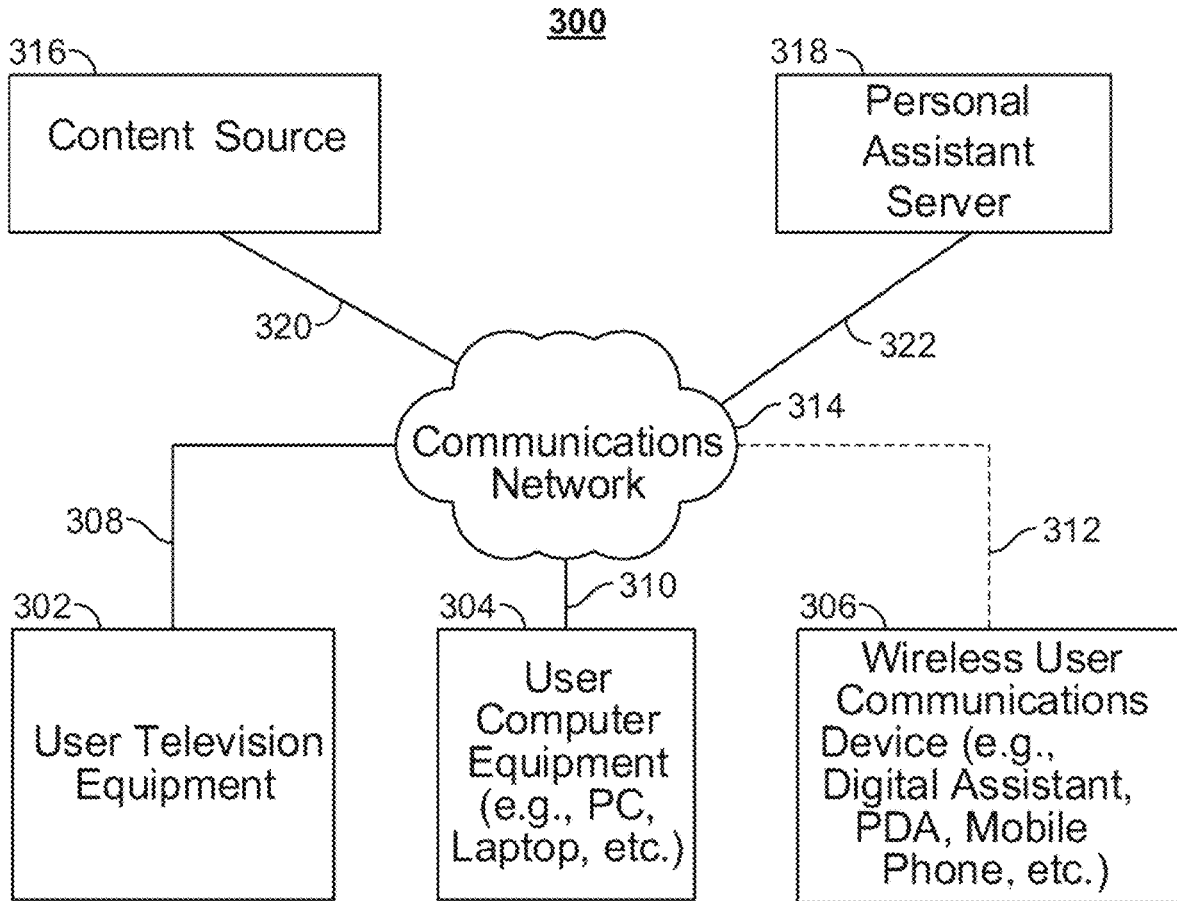 300
316
318
Content Source
Personal
Assistant
Server
320
322
314
Communications
Network
308
312
310
302
304
306
User Television
Equipment
User
Computer
Equipment
(e.g., PC,
Laptop, etc.)
Wireless User
Communications
Device (e.g.,
Digital Assistant,
PDA, Mobile
Phone, etc.)